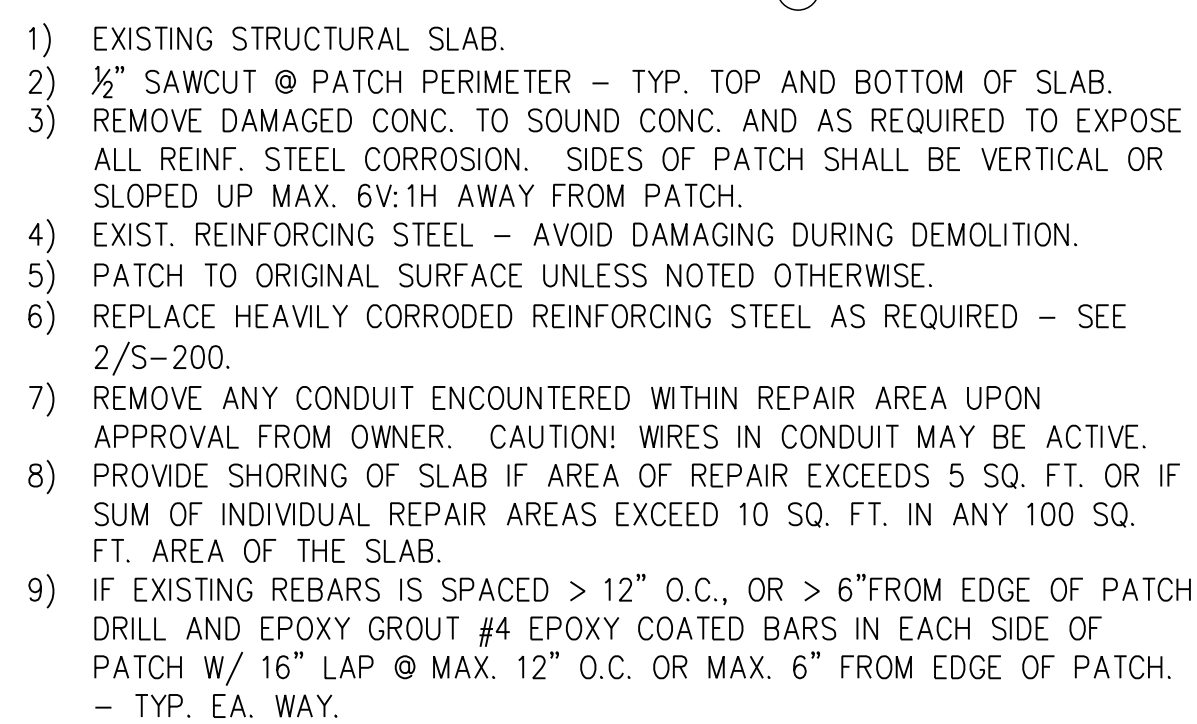 1) EXISTING STRUCTURAL SLAB.
2) ½” SAWCUT @ PATCH PERIMETER – TYP. TOP AND BOTTOM OF SLAB.
3) REMOVE DAMAGED CONC. TO SOUND CONC. AND AS REQUIRED TO EXPOSE
ALL REINF. STEEL CORROSION. SIDES OF PATCH SHALL BE VERTICAL OR
SLOPED UP MAX. 6V:1H AWAY FROM PATCH.
4) EXIST. REINFORCING STEEL – AVOID DAMAGING DURING DEMOLITION.
5) PATCH TO ORIGINAL SURFACE UNLESS NOTED OTHERWISE.
6) REPLACE HEAVILY CORRODED REINFORCING STEEL AS REQUIRED – SEE
2/S–200.
7) REMOVE ANY CONDUIT ENCOUNTERED WITHIN REPAIR AREA UPON
APPROVAL FROM OWNER. CAUTION! WIRES IN CONDUIT MAY BE ACTIVE.
8) PROVIDE SHORING OF SLAB IF AREA OF REPAIR EXCEEDS 5 SQ. FT. OR IF
SUM OF INDIVIDUAL REPAIR AREAS EXCEED 10 SQ. FT. IN ANY 100 SQ.
FT. AREA OF THE SLAB.
9) IF EXISTING REBARS IS SPACED > 12” O.C., OR > 6”FROM EDGE OF PATCH
DRILL AND EPOXY GROUT #4 EPOXY COATED BARS IN EACH SIDE OF
PATCH W/ 16” LAP @ MAX. 12” O.C. OR MAX. 6” FROM EDGE OF PATCH.
– TYP. EA. WAY.